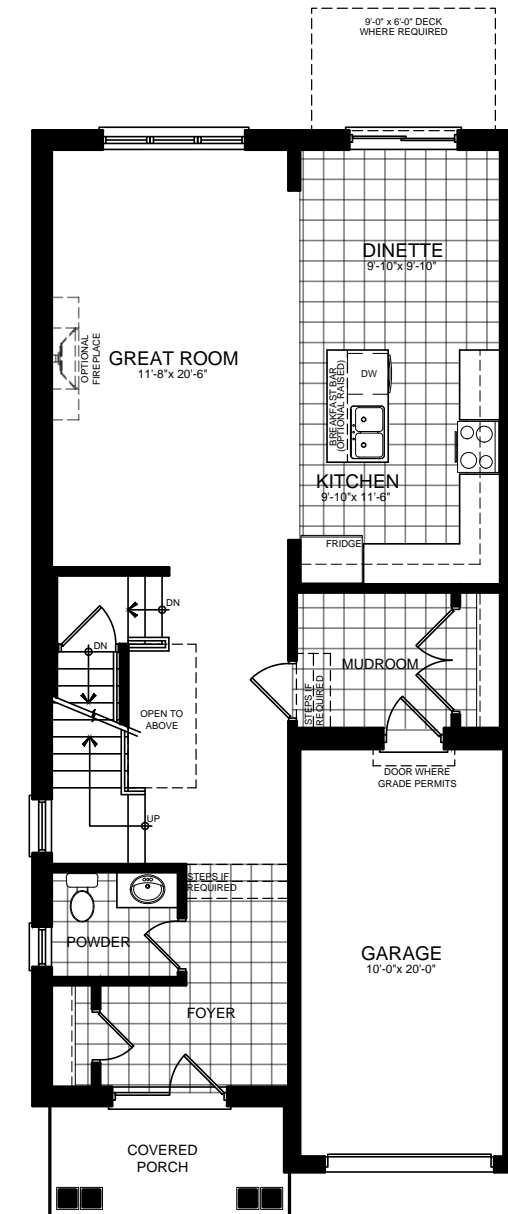 9'-0" x 6'-0" DECK
WHERE REQUIRED
DINETTE
9'-10"x 9'-10"
GREAT ROOM
11'-8"x 20'-6"
OPTIONAL
FIREPLACE
DW
BREAKFAST BAR
(OPTIONAL RAISED)
KITCHEN
9'-10"x 11'-6"
FRIDGE
DN
DN
MUDROOM
STEPS IF
REQUIRED
OPEN TO
ABOVE
DOOR WHERE
GRADE PERMITS
UP
STEPS IF
REQUIRED
POWDER
GARAGE
10'-0"x 20'-0"
FOYER
COVERED
PORCH